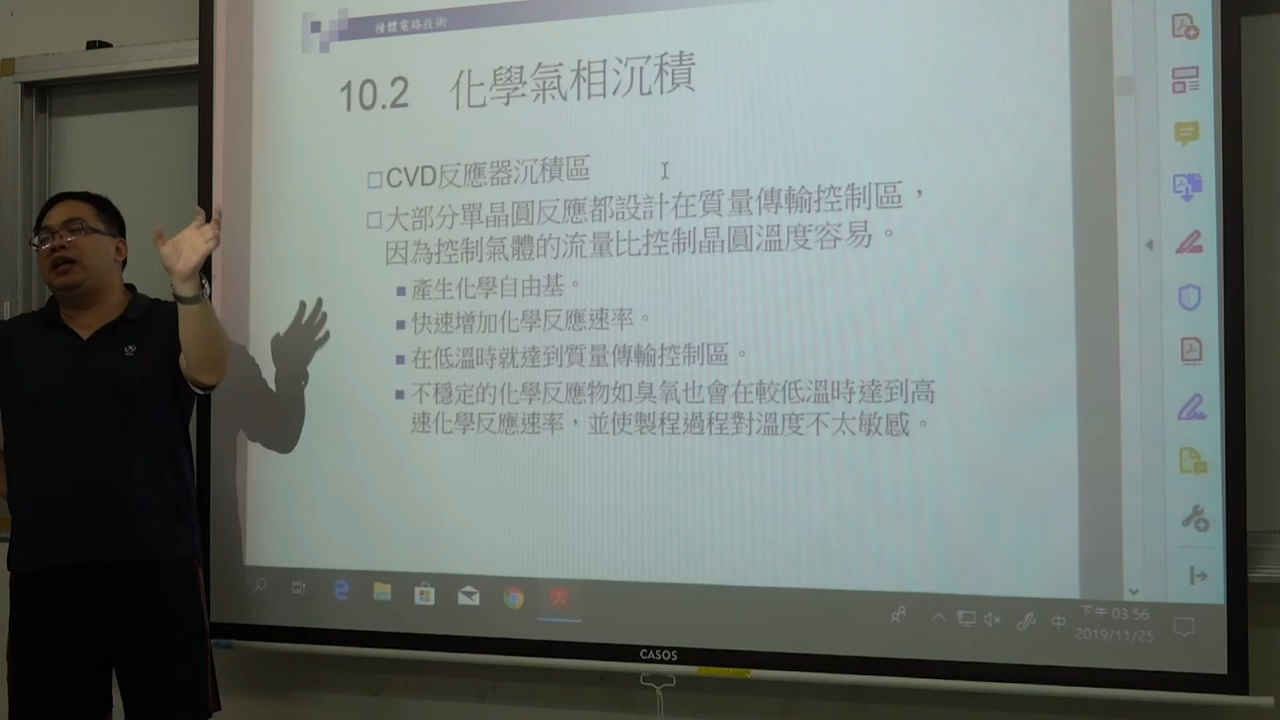 積體電路技術
10.2 化學氣相沉積
CVD反應器沉積區
大部分單晶圓反應都設計在質量傳輸控制區，
因為控制氣體的流量比控制晶圓溫度容易。
產生化學自由基。
快速增加化學反應速率。
在低溫時就達到質量傳輸控制區。
不穩定的化學反應物如臭氧也會在較低溫時達到高
速化學反應速率，並使製程過程對溫度不太敏感。
中
下午 03:56
2019/11/25
CASOS